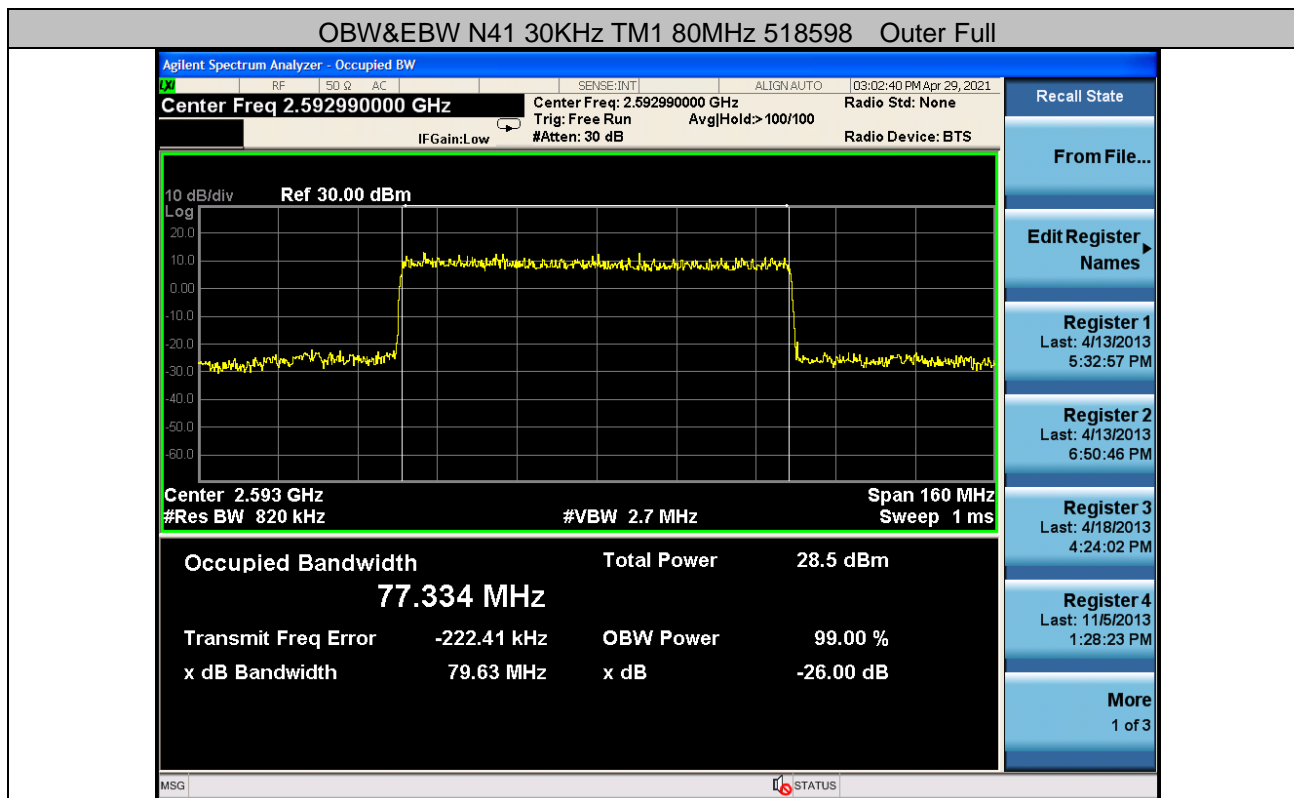 OBW&EBW N41 30KHz TM1 80MHz 518598 Outer Full
Agilent Spectrum Analyzer - Occupied BW
LXI RF 50 Ω AC SENSE:INT ALIGN AUTO 03:02:40 PM Apr 29, 2021
Center Freq 2.592990000 GHz
Center Freq: 2.592990000 GHz Radio Std: None
Trig: Free Run Avg|Hold:> 100/100
IFGain:Low #Atten: 30 dB Radio Device: BTS
10 dB/div Ref 30.00 dBm
Log
20.0
10.0
0.00
-10.0
-20.0
-30.0
-40.0
-50.0
-60.0
Center 2.593 GHz Span 160 MHz
#Res BW 820 kHz #VBW 2.7 MHz Sweep 1 ms
Occupied Bandwidth Total Power 28.5 dBm
77.334 MHz
Transmit Freq Error -222.41 kHz OBW Power 99.00 %
x dB Bandwidth 79.63 MHz x dB -26.00 dB
MSG STATUS
Recall State
From File...
Edit Register
Names
Register 1
Last: 4/13/2013
5:32:57 PM
Register 2
Last: 4/13/2013
6:50:46 PM
Register 3
Last: 4/18/2013
4:24:02 PM
Register 4
Last: 11/5/2013
1:28:23 PM
More
1 of 3